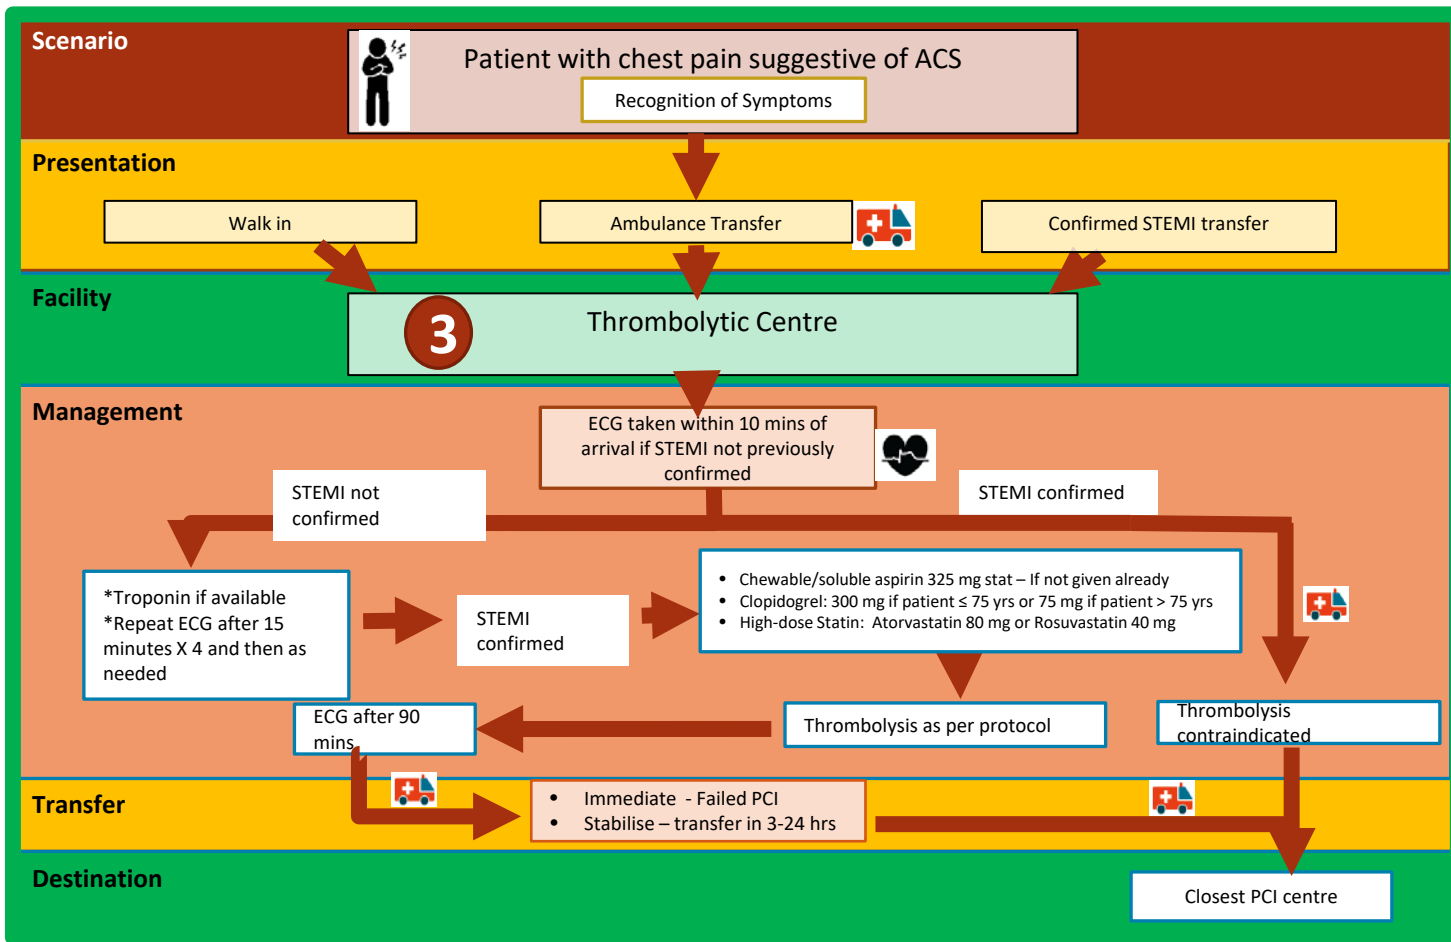 Scenario
Patient with chest pain suggestive of ACS
Recognition of Symptoms
Presentation
Walk in
Ambulance Transfer
Confirmed STEMI transfer
Facility
3
Thrombolytic Centre
Management
ECG taken within 10 mins of
arrival if STEMI not previously
confirmed
STEMI not
confirmed
STEMI confirmed
*Troponin if available
*Repeat ECG after 15
minutes X 4 and then as
needed
STEMI
confirmed
• Chewable/soluble aspirin 325 mg stat – If not given already
• Clopidogrel: 300 mg if patient ≤ 75 yrs or 75 mg if patient > 75 yrs
• High-dose Statin: Atorvastatin 80 mg or Rosuvastatin 40 mg
ECG after 90
mins
Thrombolysis as per protocol
Thrombolysis
contraindicated
Transfer
• Immediate - Failed PCI
• Stabilise – transfer in 3-24 hrs
Destination
Closest PCI centre